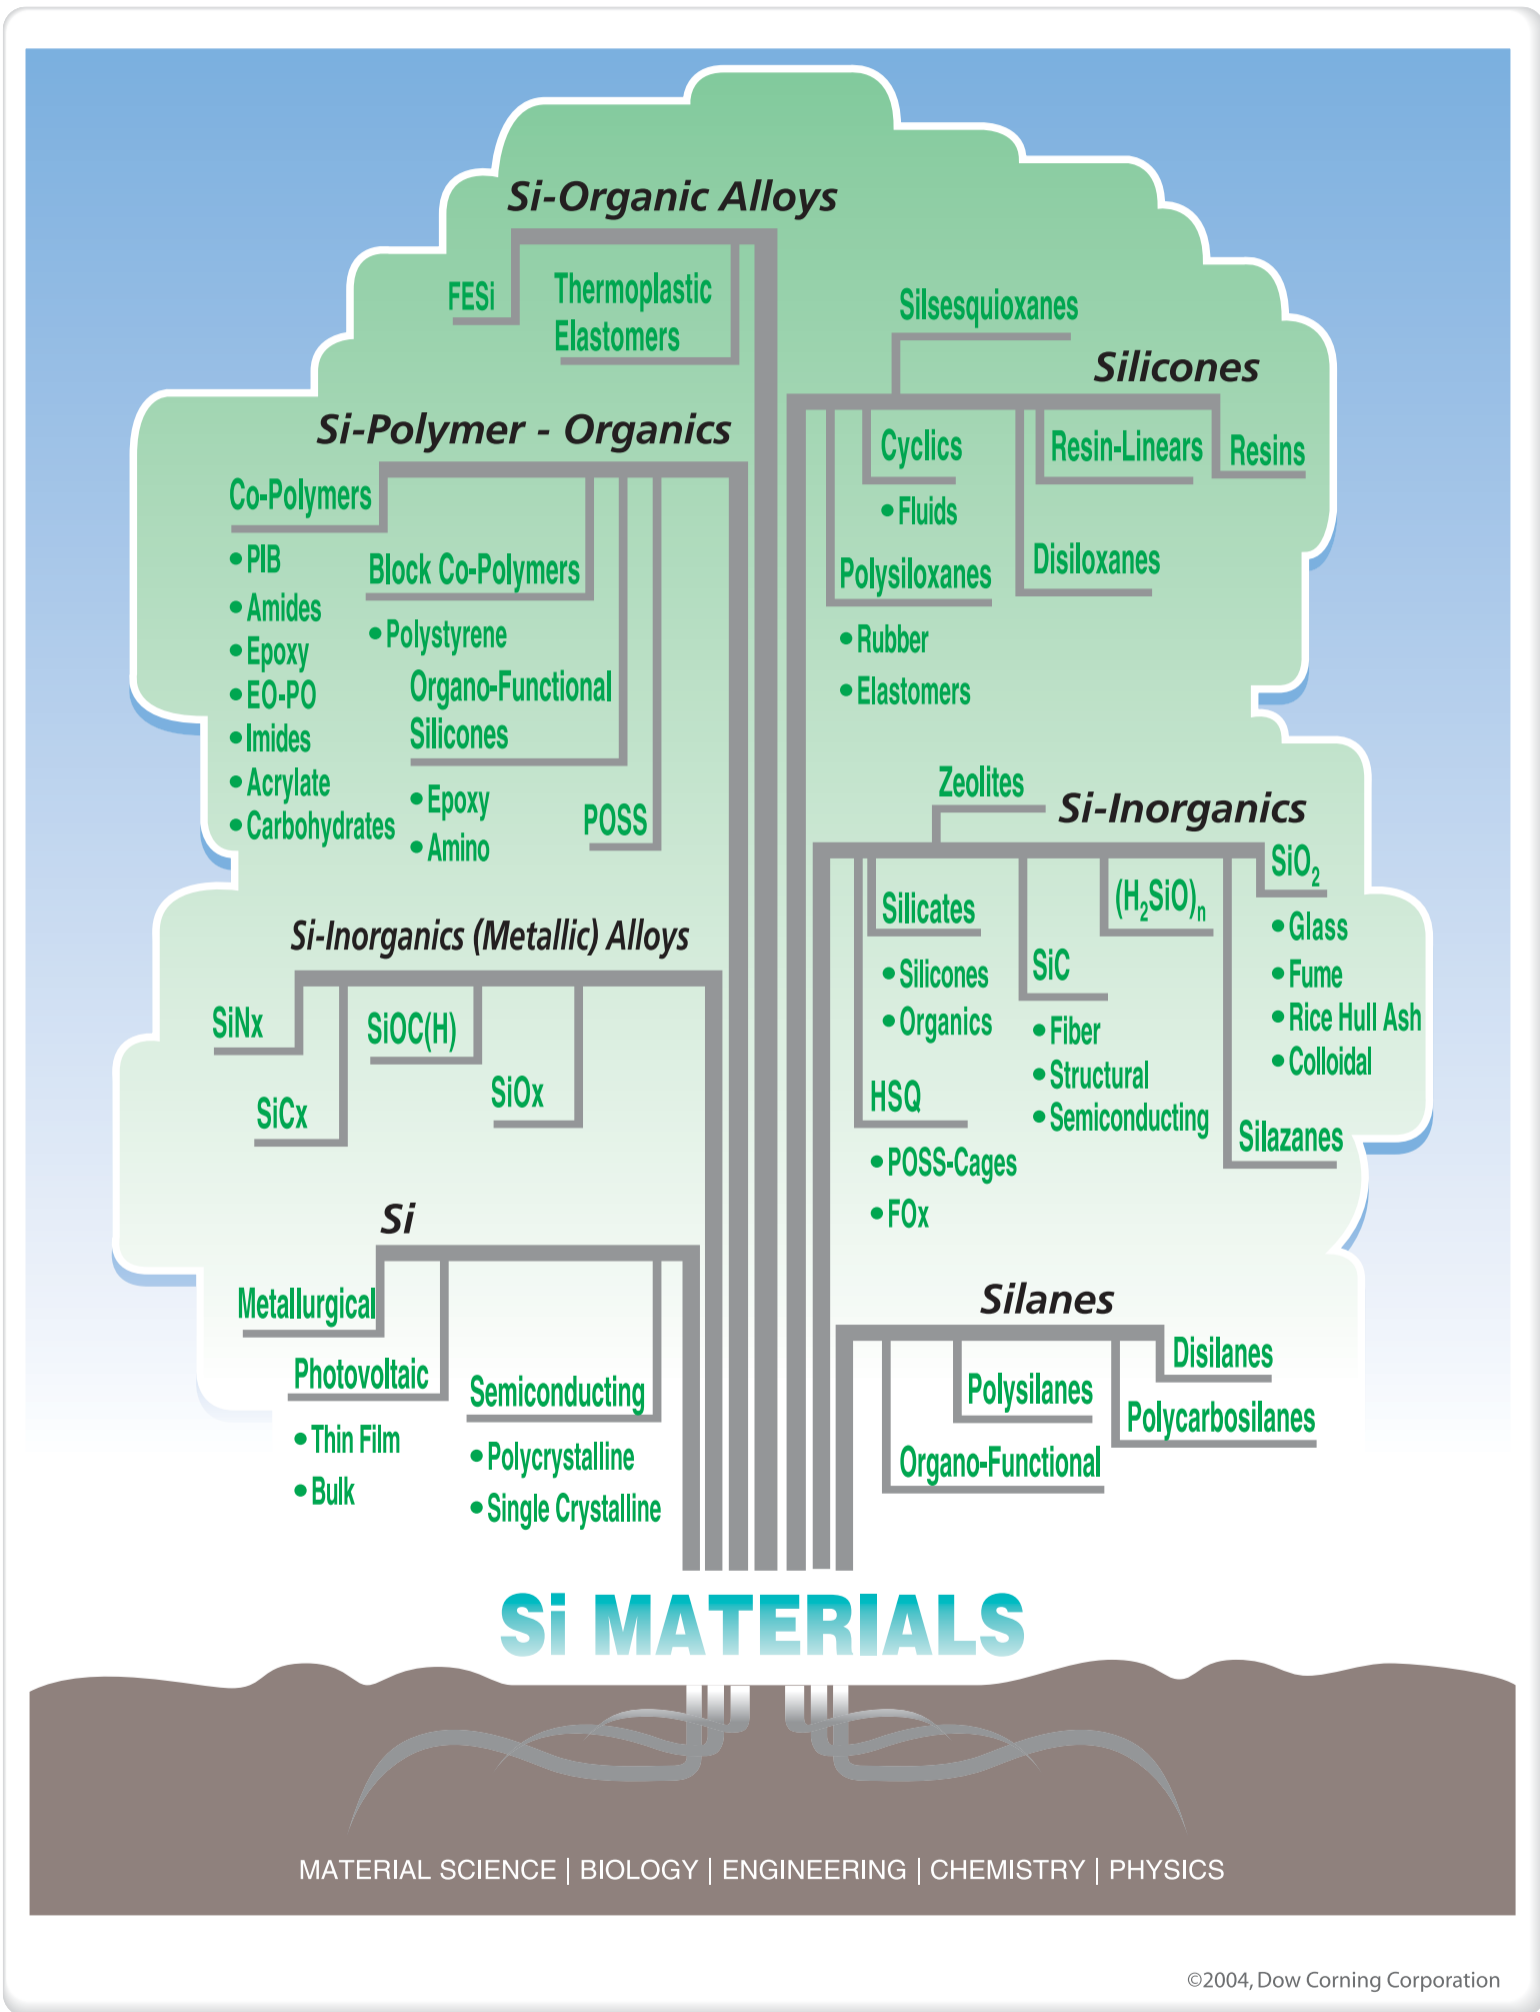 Si-Organic Alloys
FESi
Thermoplastic
Elastomers
Si-Polymer - Organics
Co-Polymers
• PIB
• Amides
• Epoxy
• EO-PO
• Imides
• Acrylate
• Carbohydrates
Block Co-Polymers
• Polystyrene
Organo-Functional
Silicones
• Epoxy
• Amino
POSS
Si-Inorganics (Metallic) Alloys
SiNx
SiCx
SiOC(H)
SiOx
Si
Metallurgical
Photovoltaic
• Thin Film
• Bulk
Semiconducting
• Polycrystalline
• Single Crystalline
Silsesquioxanes
Silicones
Cyclics
• Fluids
Polysiloxanes
• Rubber
• Elastomers
Resin-Linears
Disiloxanes
Resins
Zeolites
Si-Inorganics
Silicates
• Silicones
• Organics
HSQ
• POSS-Cages
• FOx
SiC
• Fiber
• Structural
• Semiconducting
(H₂SiO)ₙ
SiO₂
• Glass
• Fume
• Rice Hull Ash
• Colloidal
Silazanes
Silanes
Disilanes
Polysilanes
Polycarbosilanes
Organo-Functional
Si MATERIALS
MATERIAL SCIENCE | BIOLOGY | ENGINEERING | CHEMISTRY | PHYSICS
©2004, Dow Corning Corporation